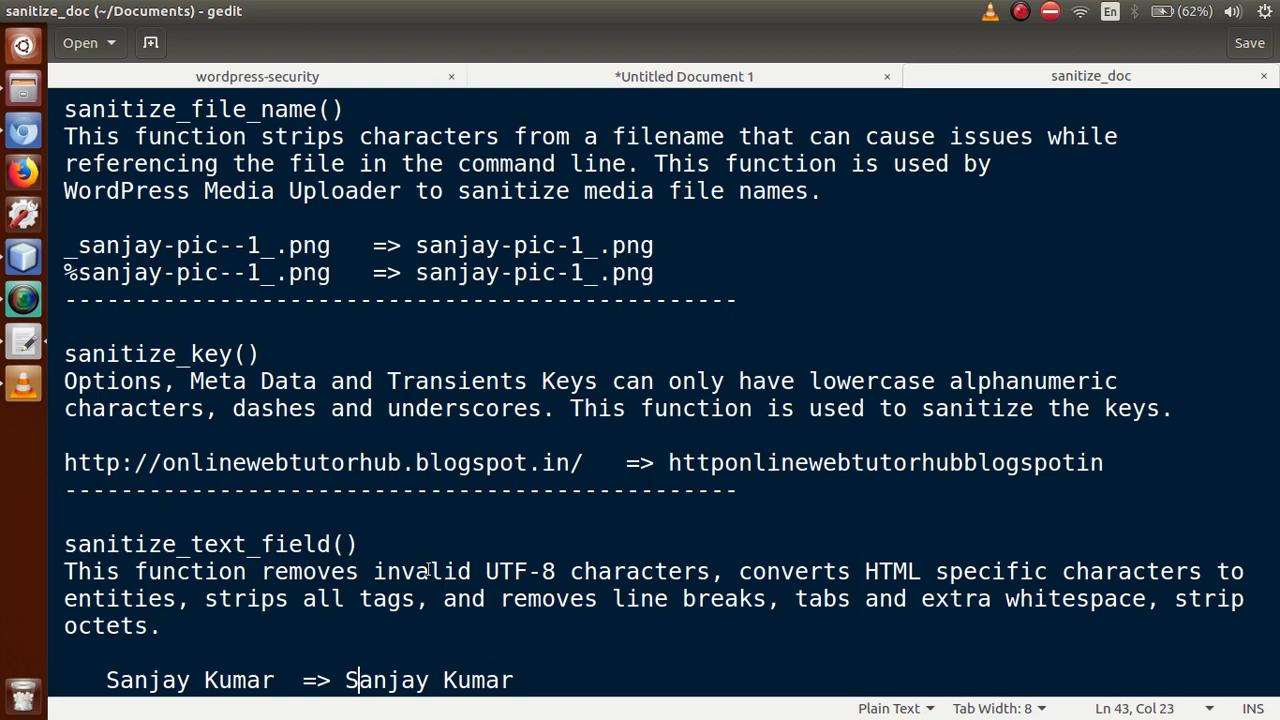 sanitize_doc (~/Documents) - gedit
En
(62%)
Open
Save
wordpress-security ×
*Untitled Document 1 ×
sanitize_doc ×
sanitize_file_name()
This function strips characters from a filename that can cause issues while
referencing the file in the command line. This function is used by
WordPress Media Uploader to sanitize media file names.
_sanjay-pic--1_.png => sanjay-pic-1_.png
%sanjay-pic--1_.png => sanjay-pic-1_.png
------------------------------------------------
sanitize_key()
Options, Meta Data and Transients Keys can only have lowercase alphanumeric
characters, dashes and underscores. This function is used to sanitize the keys.
http://onlinewebtutorhub.blogspot.in/ => httponlinewebtutorhubblogspotin
------------------------------------------------
sanitize_text_field()
This function removes invalid UTF-8 characters, converts HTML specific characters to
entities, strips all tags, and removes line breaks, tabs and extra whitespace, strip
octets.
Sanjay Kumar => Sanjay Kumar
Plain Text
Tab Width: 8
Ln 43, Col 23
INS